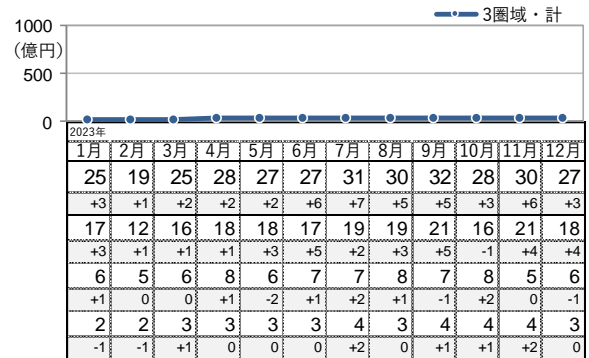 3圏域・計
1000
(億円)
500
0
2023年
1月 2月 3月 4月 5月 6月 7月 8月 9月 10月 11月 12月
25 19 25 28 27 27 31 30 32 28 30 27
+3 +1 +2 +2 +2 +6 +7 +5 +5 +3 +6 +3
17 12 16 18 18 17 19 19 21 16 21 18
+3 +1 +1 +1 +3 +5 +2 +3 +5 -1 +4 +4
6 5 6 8 6 7 7 8 7 8 5 6
+1 0 0 +1 -2 +1 +2 +1 -1 +2 0 -1
2 2 3 3 3 3 4 3 4 4 4 3
-1 -1 +1 0 0 0 +2 0 +1 +1 +2 0